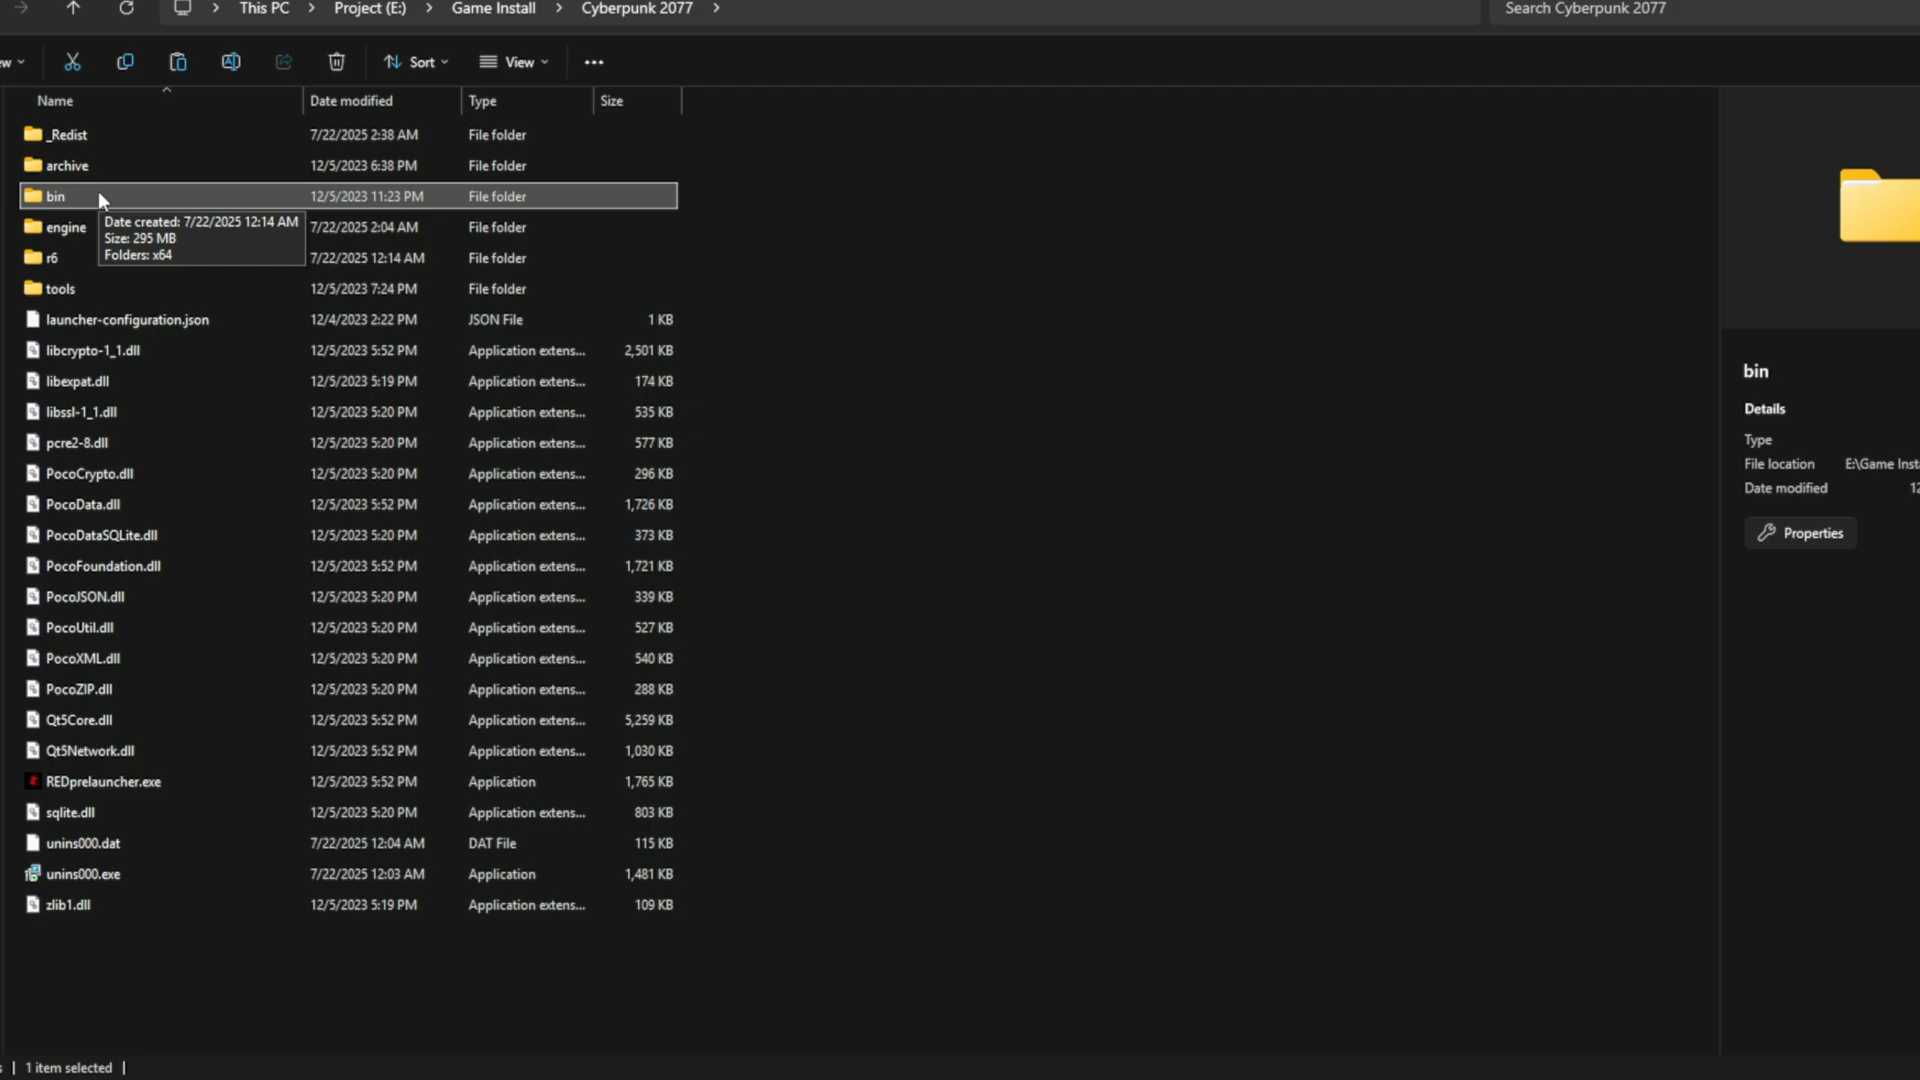 This PC > Project (E:) > Game Install > Cyberpunk 2077 >
Search Cyberpunk 2077
Sort
View
Name Date modified Type Size
_Redist 7/22/2025 2:38 AM File folder
archive 12/5/2023 6:38 PM File folder
bin 12/5/2023 11:23 PM File folder
Date created: 7/22/2025 12:14 AM
Size: 295 MB
Folders: x64
engine 7/22/2025 2:04 AM File folder
r6 7/22/2025 12:14 AM File folder
tools 12/5/2023 7:24 PM File folder
launcher-configuration.json 12/4/2023 2:22 PM JSON File 1 KB
libcrypto-1_1.dll 12/5/2023 5:52 PM Application extens... 2,501 KB
libexpat.dll 12/5/2023 5:19 PM Application extens... 174 KB
libssl-1_1.dll 12/5/2023 5:20 PM Application extens... 535 KB
pcre2-8.dll 12/5/2023 5:20 PM Application extens... 577 KB
PocoCrypto.dll 12/5/2023 5:20 PM Application extens... 296 KB
PocoData.dll 12/5/2023 5:52 PM Application extens... 1,726 KB
PocoDataSQLite.dll 12/5/2023 5:20 PM Application extens... 373 KB
PocoFoundation.dll 12/5/2023 5:52 PM Application extens... 1,721 KB
PocoJSON.dll 12/5/2023 5:20 PM Application extens... 339 KB
PocoUtil.dll 12/5/2023 5:20 PM Application extens... 527 KB
PocoXML.dll 12/5/2023 5:20 PM Application extens... 540 KB
PocoZIP.dll 12/5/2023 5:20 PM Application extens... 288 KB
Qt5Core.dll 12/5/2023 5:52 PM Application extens... 5,259 KB
Qt5Network.dll 12/5/2023 5:52 PM Application extens... 1,030 KB
REDprelauncher.exe 12/5/2023 5:52 PM Application 1,765 KB
sqlite.dll 12/5/2023 5:20 PM Application extens... 803 KB
unins000.dat 7/22/2025 12:04 AM DAT File 115 KB
unins000.exe 7/22/2025 12:03 AM Application 1,481 KB
zlib1.dll 12/5/2023 5:19 PM Application extens... 109 KB
bin
Details
Type
File location E:\Game Inst
Date modified 12
Properties
1 item selected